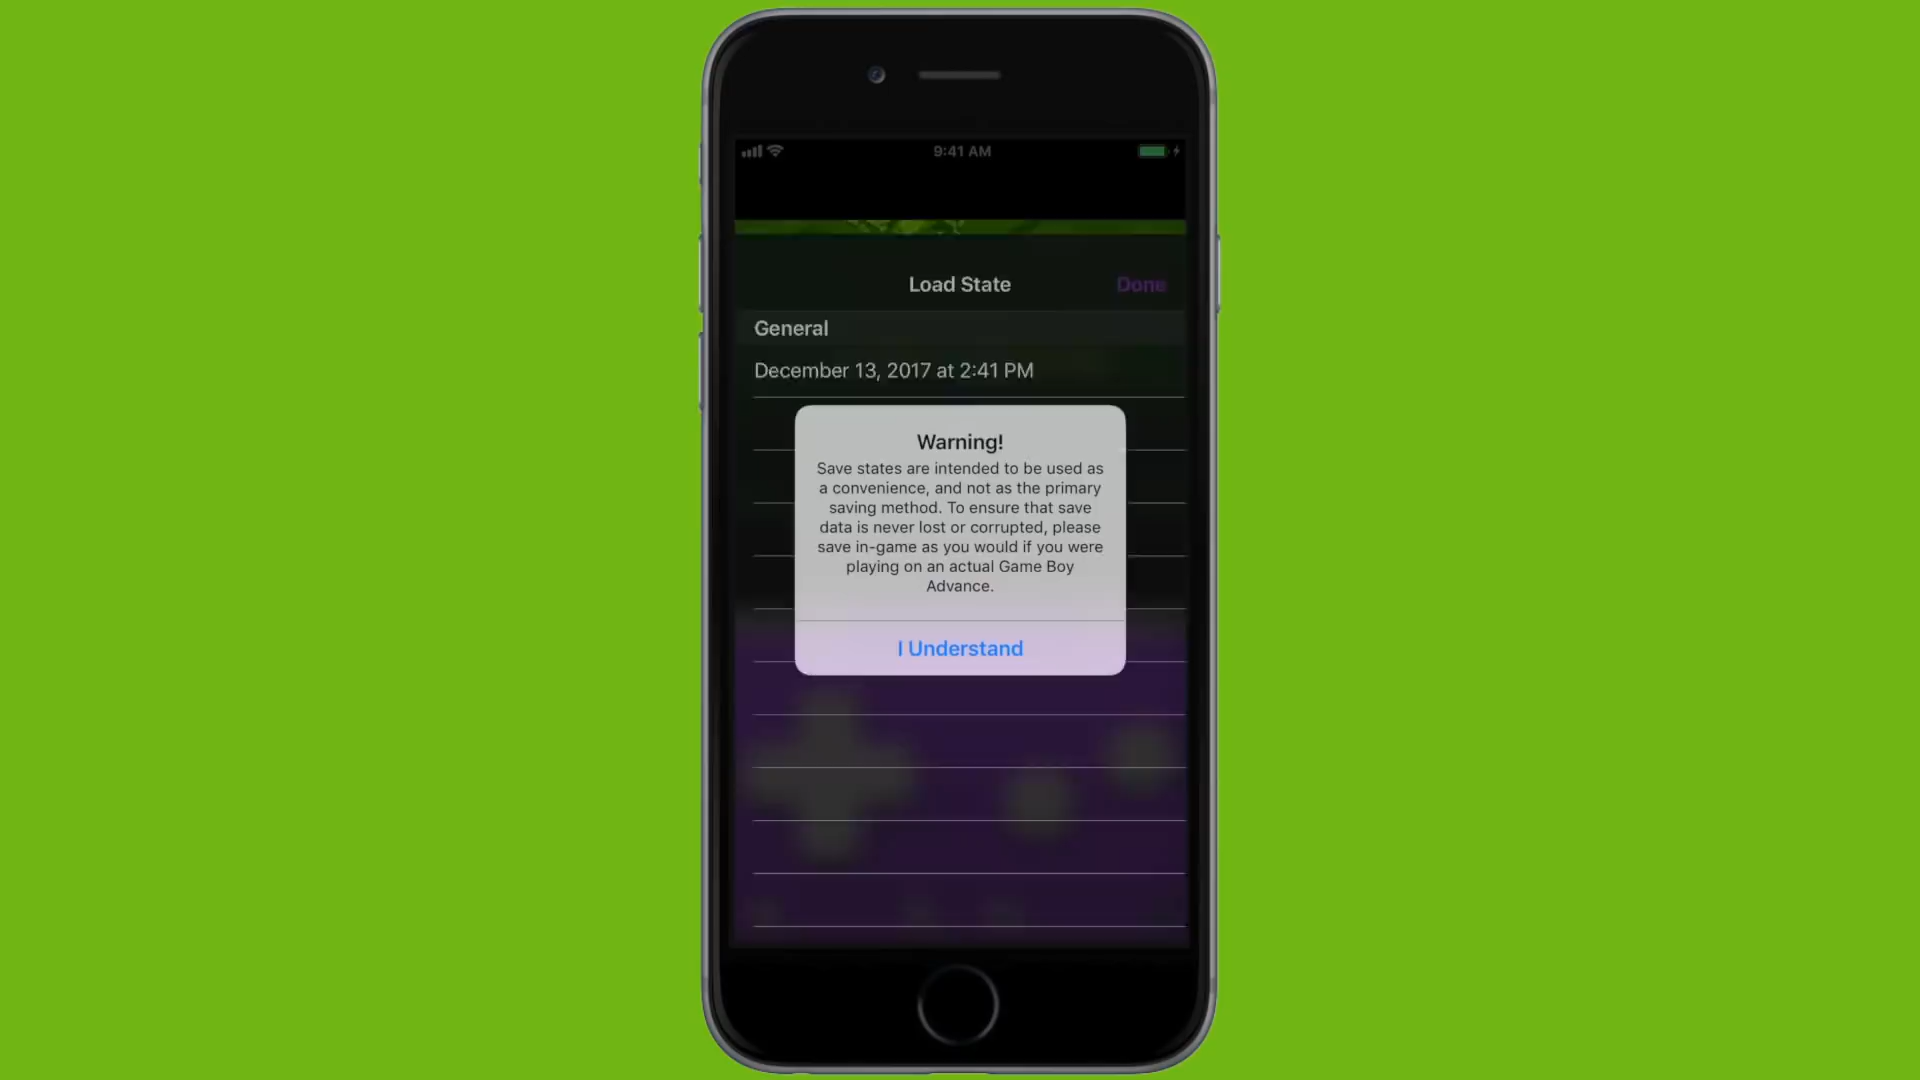 9:41 AM
Load State
Done
General
December 13, 2017 at 2:41 PM
Warning!
Save states are intended to be used as
a convenience, and not as the primary
saving method. To ensure that save
data is never lost or corrupted, please
save in-game as you would if you were
playing on an actual Game Boy
Advance.
I Understand